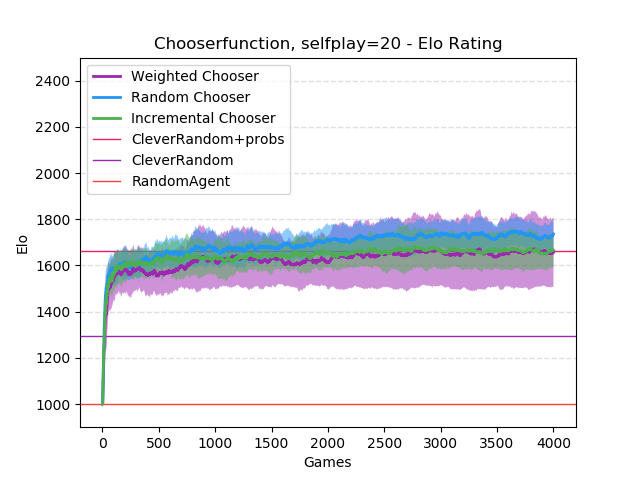 Chooserfunction, selfplay=20 - Elo Rating
Weighted Chooser
Random Chooser
Incremental Chooser
CleverRandom+probs
CleverRandom
RandomAgent
2400
2200
2000
1800
1600
1400
1200
1000
Elo
0 500 1000 1500 2000 2500 3000 3500 4000
Games